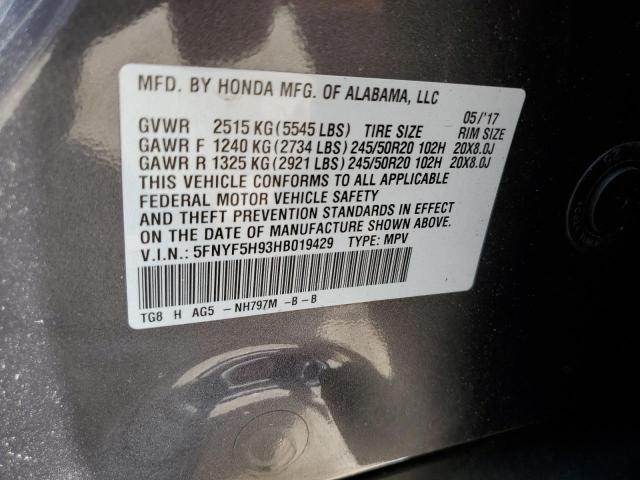 MFD. BY HONDA MFG. OF ALABAMA, LLC
05/'17
GVWR 2515 KG (5545 LBS) TIRE SIZE RIM SIZE
GAWR F 1240 KG (2734 LBS) 245/50R20 102H 20X8.0J
GAWR R 1325 KG (2921 LBS) 245/50R20 102H 20X8.0J
THIS VEHICLE CONFORMS TO ALL APPLICABLE
FEDERAL MOTOR VEHICLE SAFETY
AND THEFT PREVENTION STANDARDS IN EFFECT
ON THE DATE OF MANUFACTURE SHOWN ABOVE.
V.I.N.: 5FNYF5H93HB019429 TYPE: MPV
TG8 H AG5 - NH797M -B -B